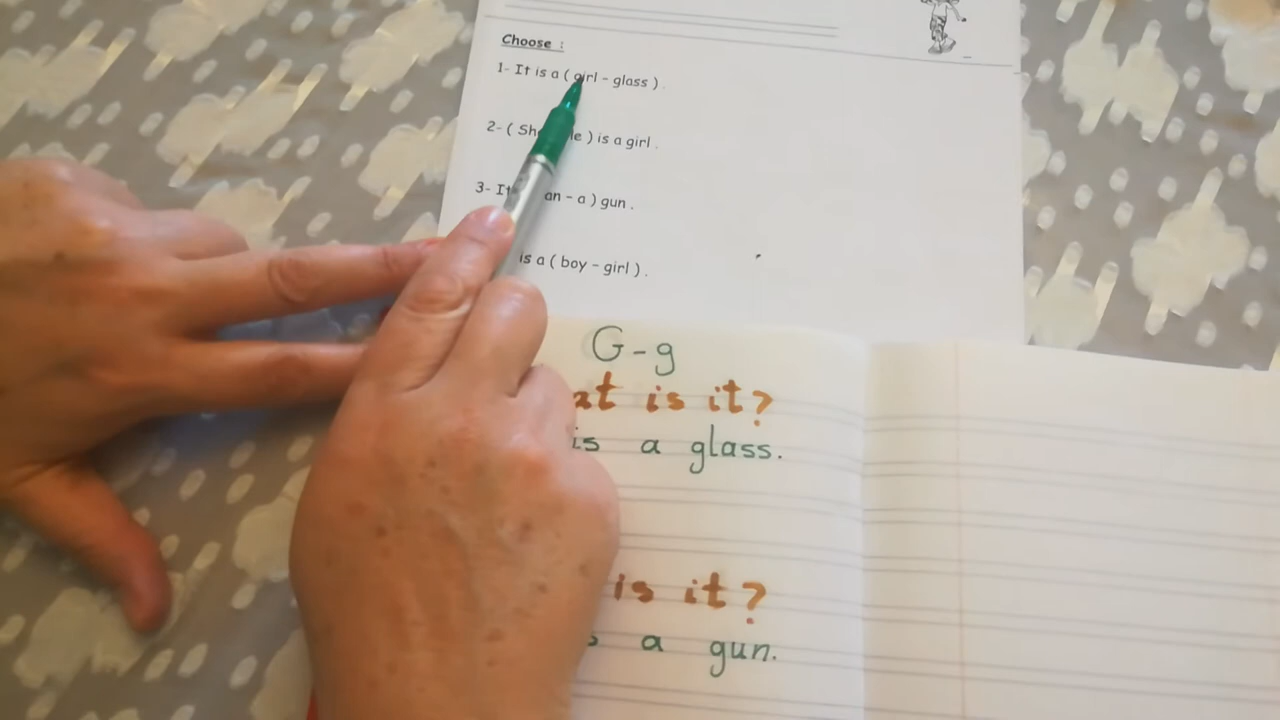 Choose :
1- It is a ( girl - glass ) .
2- ( She ) is a girl .
3- It an - a ) gun .
is a ( boy - girl ) .
G - g
is it?
is a glass.
is it?
a gun.